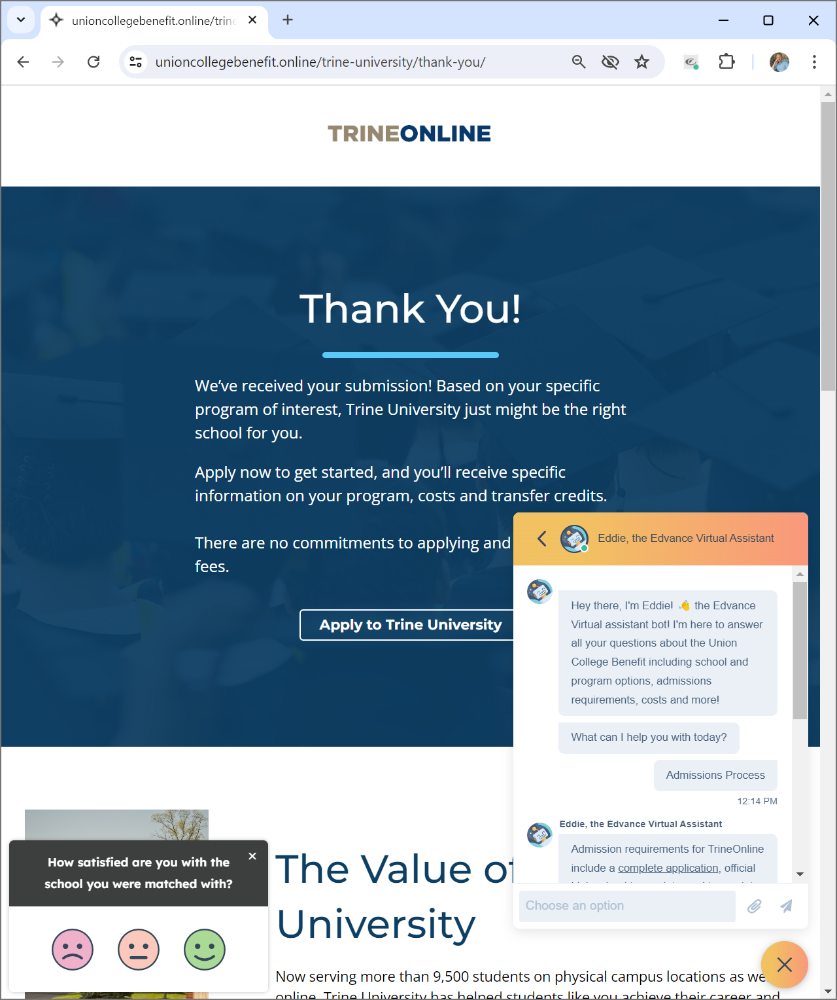 unioncollegebenefit.online/trine
unioncollegebenefit.online/trine-university/thank-you/
TRINEONLINE
Thank You!
We’ve received your submission! Based on your specific
program of interest, Trine University just might be the right
school for you.
Apply now to get started, and you’ll receive specific
information on your program, costs and transfer credits.
There are no commitments to applying and
fees.
Apply to Trine University
Eddie, the Edvance Virtual Assistant
Hey there, I'm Eddie! 👋 the Edvance
Virtual assistant bot! I'm here to answer
all your questions about the Union
College Benefit including school and
program options, admissions
requirements, costs and more!
What can I help you with today?
Admissions Process
12:14 PM
Eddie, the Edvance Virtual Assistant
Admission requirements for TrineOnline
include a complete application, official
Choose an option
How satisfied are you with the
school you were matched with?
The Value of
University
Now serving more than 9,500 students on physical campus locations as we
online, Trine University has helped students like you achieve their career and